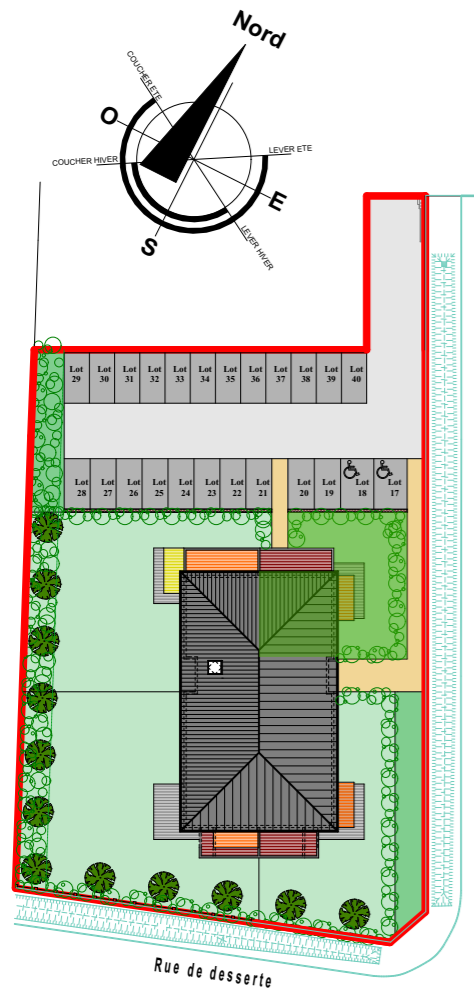 Nord
COUCHER ETE
O
COUCHER HIVER
LEVER ETE
E
S
LEVER HIVER
Lot 29
Lot 30
Lot 31
Lot 32
Lot 33
Lot 34
Lot 35
Lot 36
Lot 37
Lot 38
Lot 39
Lot 40
Lot 28
Lot 27
Lot 26
Lot 25
Lot 24
Lot 23
Lot 22
Lot 21
Lot 20
Lot 19
Lot 18
Lot 17
Rue de desserte